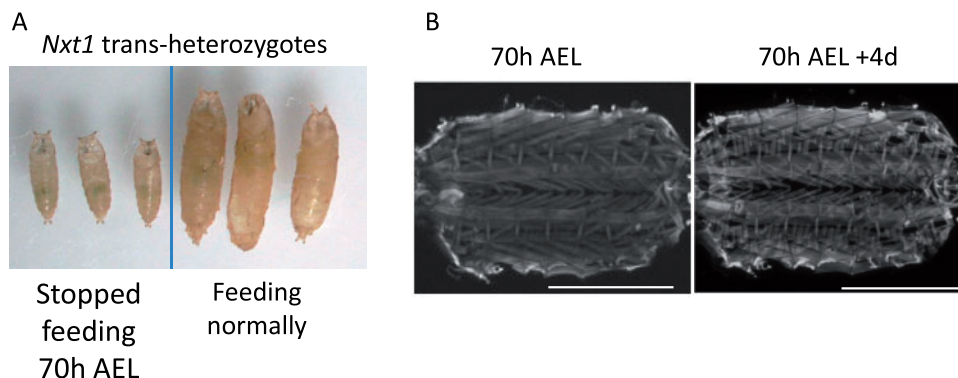 A
Nxt1 trans-heterozygotes
Stopped
feeding
70h AEL
Feeding
normally
B
70h AEL
70h AEL +4d